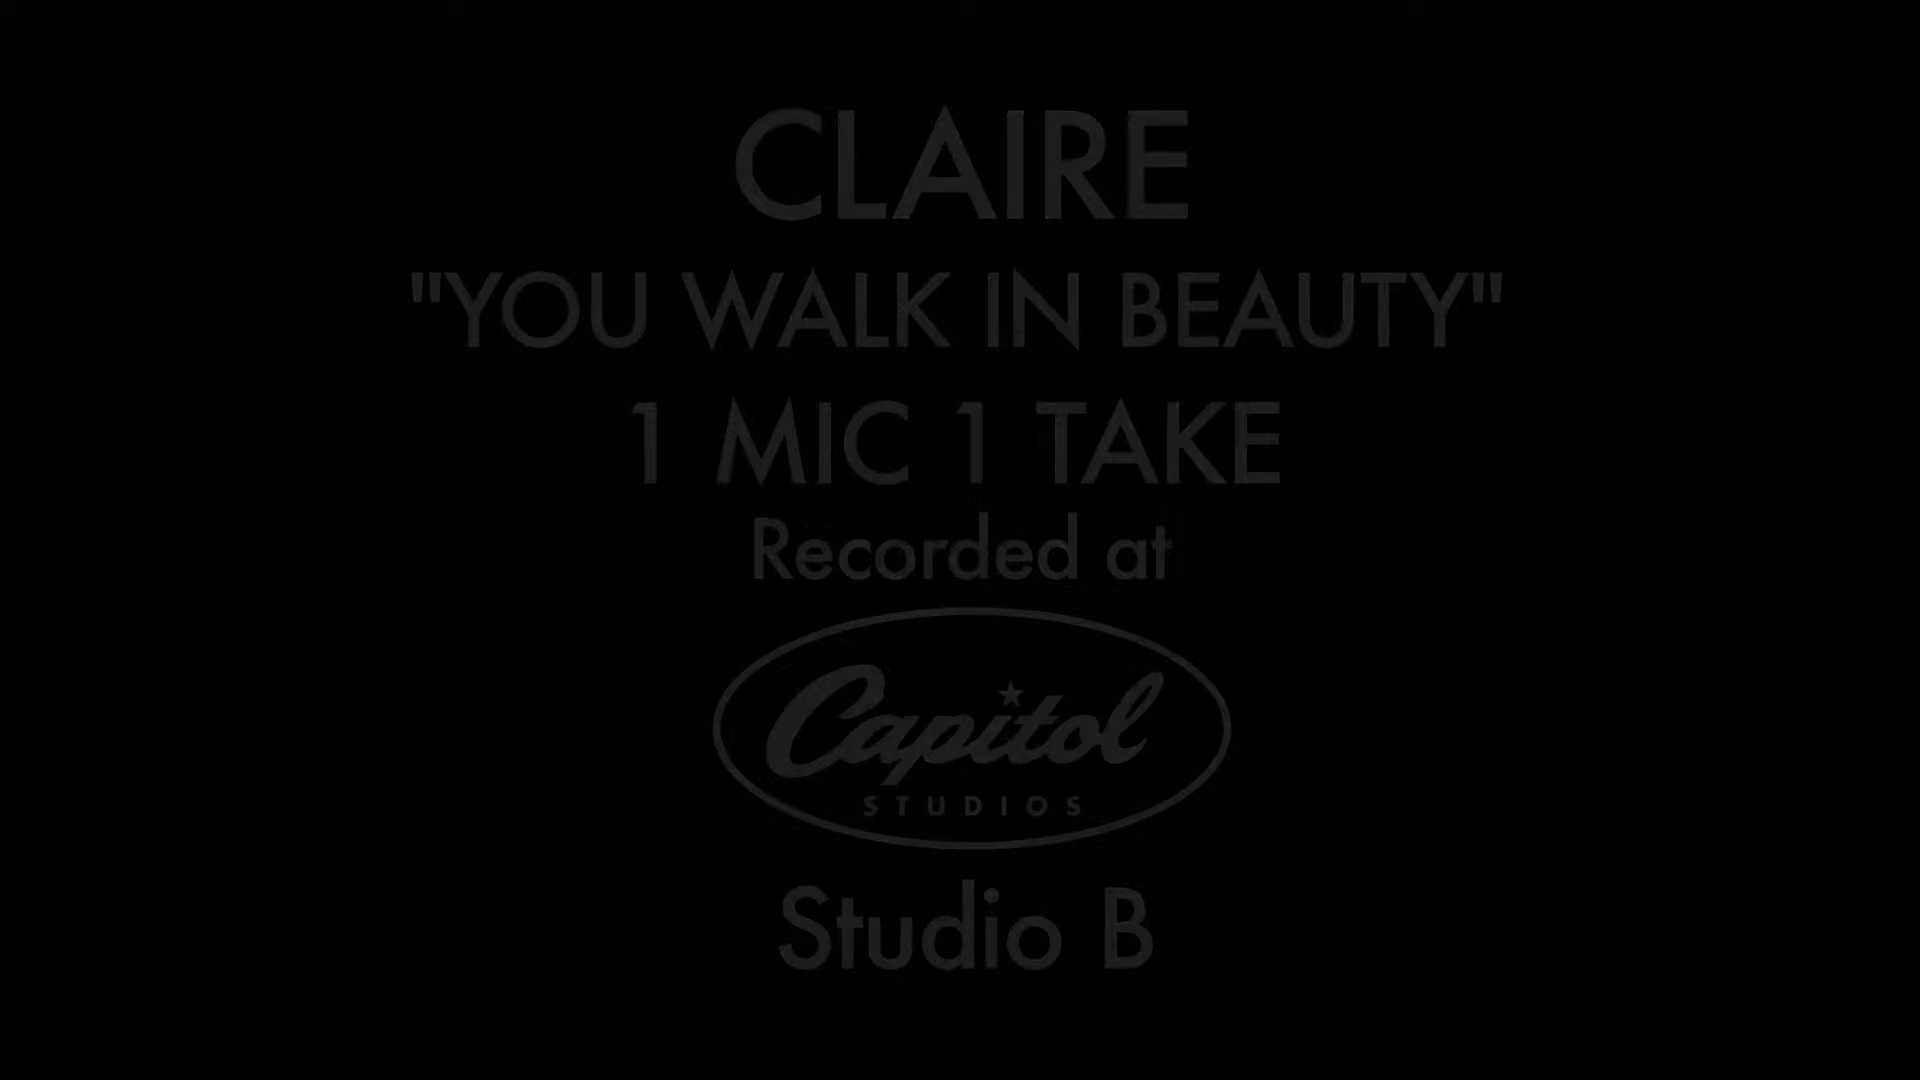 CLAIRE
"YOU WALK IN BEAUTY"
1 MIC 1 TAKE
Recorded at
Capitol
STUDIOS
Studio B